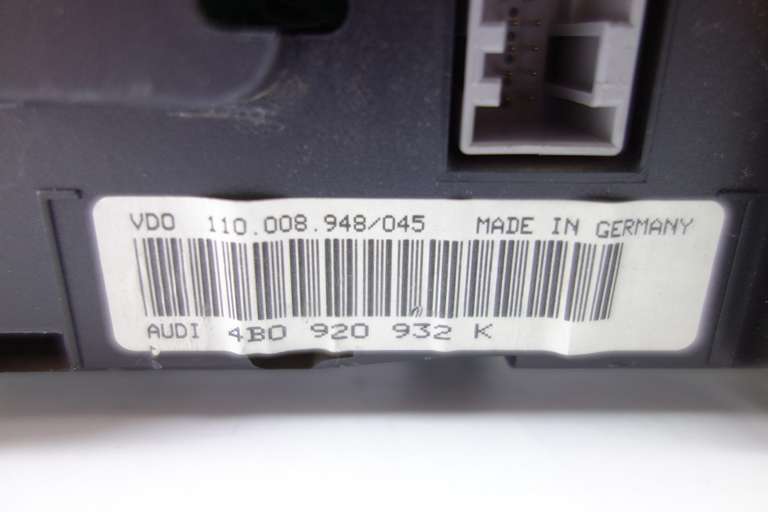 VDO 110.008.948/045 MADE IN GERMANY
AUDI 4B0 920 932 K